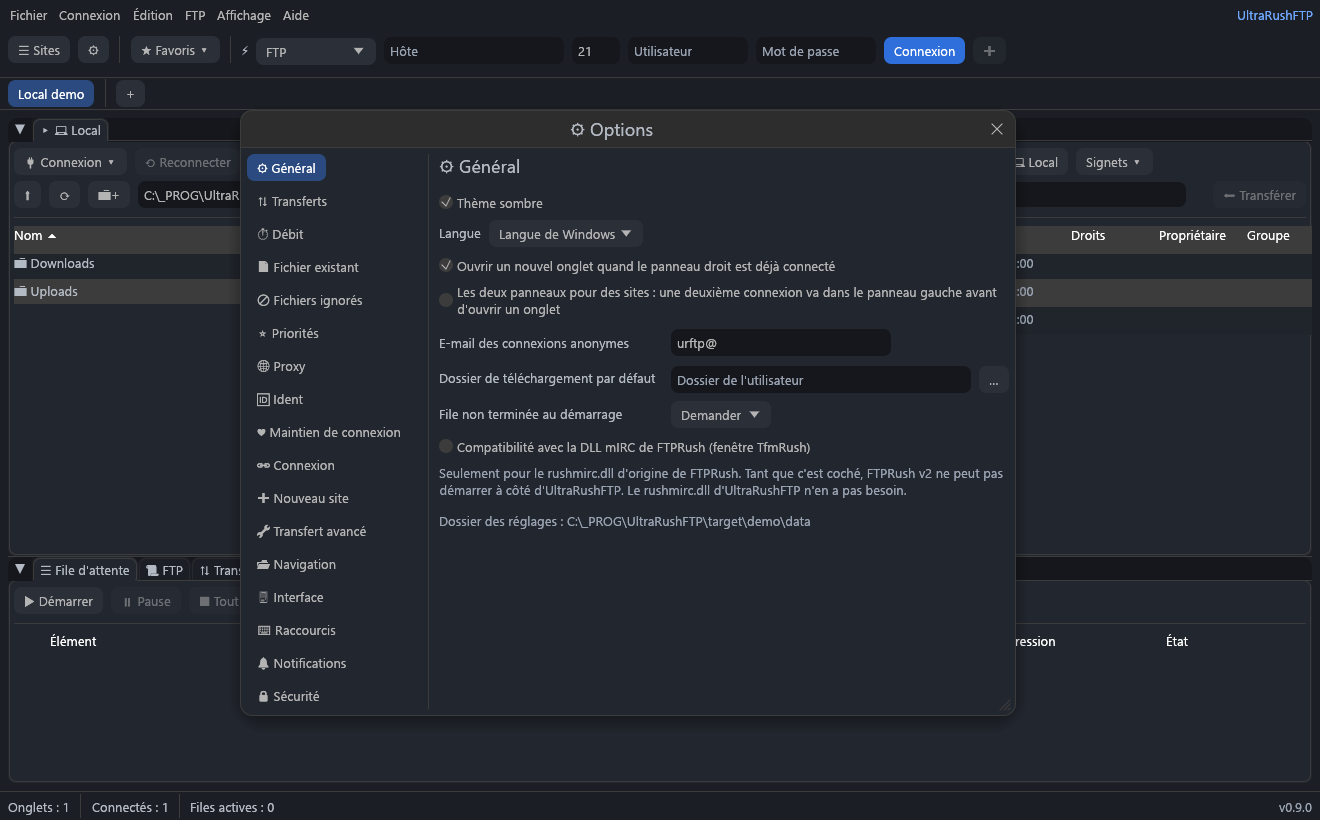 Fichier Connexion Édition FTP Affichage Aide UltraRushFTP
Sites Favoris FTP Hôte 21 Utilisateur Mot de passe Connexion +
Local demo +
Local
Options
Connexion Reconnecter Local Signets
C:\_PROG\UltraR Transférer
Nom Droits Propriétaire Groupe
Downloads :00
Uploads :00
:00
Général
Transferts
Débit
Fichier existant
Fichiers ignorés
Priorités
Proxy
Ident
Maintien de connexion
Connexion
Nouveau site
Transfert avancé
Navigation
Interface
Raccourcis
Notifications
Sécurité
Général
Thème sombre
Langue Langue de Windows
Ouvrir un nouvel onglet quand le panneau droit est déjà connecté
Les deux panneaux pour des sites : une deuxième connexion va dans le panneau gauche avant
d'ouvrir un onglet
E-mail des connexions anonymes urftp@
Dossier de téléchargement par défaut Dossier de l'utilisateur ...
File non terminée au démarrage Demander
Compatibilité avec la DLL mIRC de FTPRush (fenêtre TfmRush)
Seulement pour le rushmirc.dll d'origine de FTPRush. Tant que c'est coché, FTPRush v2 ne peut pas
démarrer à côté d'UltraRushFTP. Le rushmirc.dll d'UltraRushFTP n'en a pas besoin.
Dossier des réglages : C:\_PROG\UltraRushFTP\target\demo\data
File d'attente FTP Trans
Démarrer Pause Tout
Élément ression État
Onglets : 1 Connectés : 1 Files actives : 0 v0.9.0